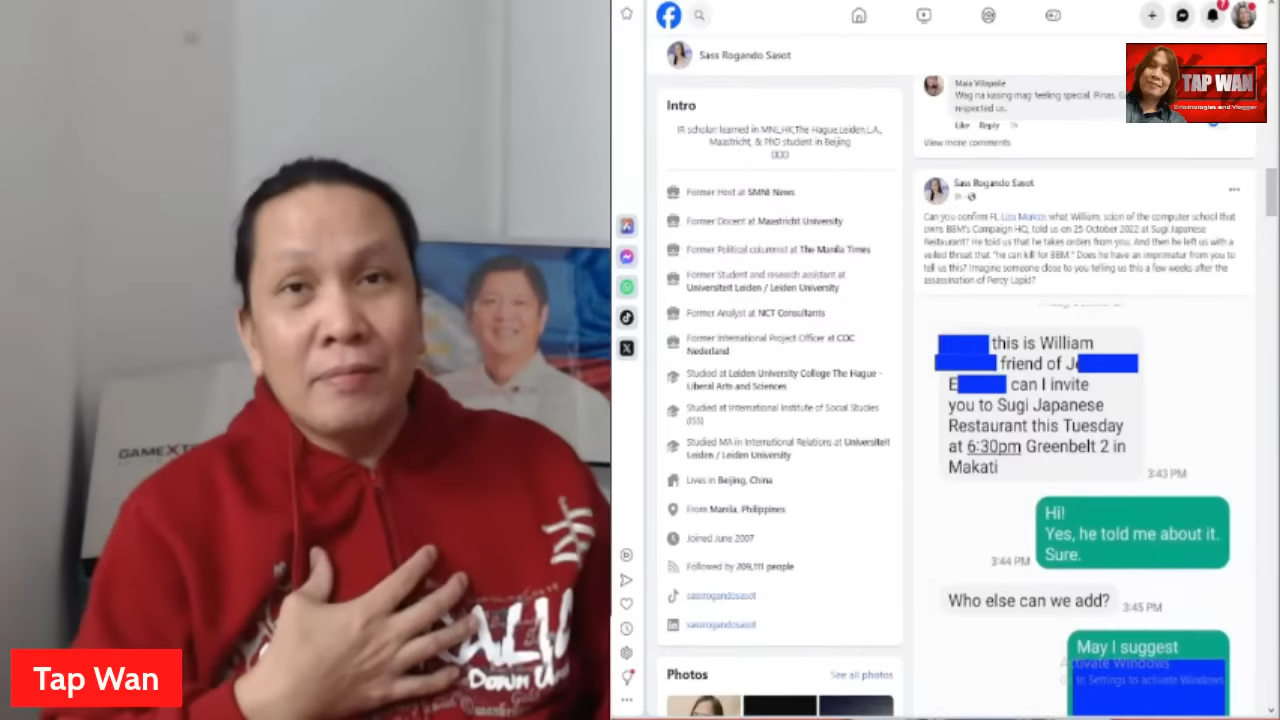 GAMEX
DOWN U
Tap Wan
Sass Rogando Sasot
Intro
IR scholar: learned in MNL,HK,The Hague,Leiden,LA,
Maastricht, & PhD student in Beijing
Former Host at SMNI News
Former Docent at Maastricht University
Former Political columnist at The Manila Times
Former Student and research assistant at
Universiteit Leiden / Leiden University
Former Analyst at NCT Consultants
Former International Project Officer at COC
Nederland
Studied at Leiden University College The Hague -
Liberal Arts and Sciences
Studied at International Institute of Social Studies
(ISS)
Studied MA in International Relations at Universiteit
Leiden / Leiden University
Lives in Beijing, China
From Manila, Philippines
Joined June 2007
Followed by 209,111 people
sassrogandosasot
sassrogandosasot
Photos
See all photos
TAP WAN
Criminologies and Vlogger
Wag na kasing mag feeling special. Pinas.
respected us.
Like Reply 1h
View more comments
Sass Rogando Sasot
Can you confirm FL Liza Marcos what William, scion of the computer school that
owns BBM's Campaign HQ, told us on 25 October 2022 at Sugi Japanese
Restaurant? He told us that he takes orders from you. And then he left us with a
veiled threat that "he can kill for BBM." Does he have an imprimatur from you to
tell us this? Imagine someone close to you telling us this a few weeks after the
assassination of Percy Lapid?
this is William
friend of J
E can I invite
you to Sugi Japanese
Restaurant this Tuesday
at 6:30pm Greenbelt 2 in
Makati
3:43 PM
Hi!
Yes, he told me about it.
Sure.
3:44 PM
Who else can we add?
3:45 PM
May I suggest
Activate Windows
to Settings to activate Windows.